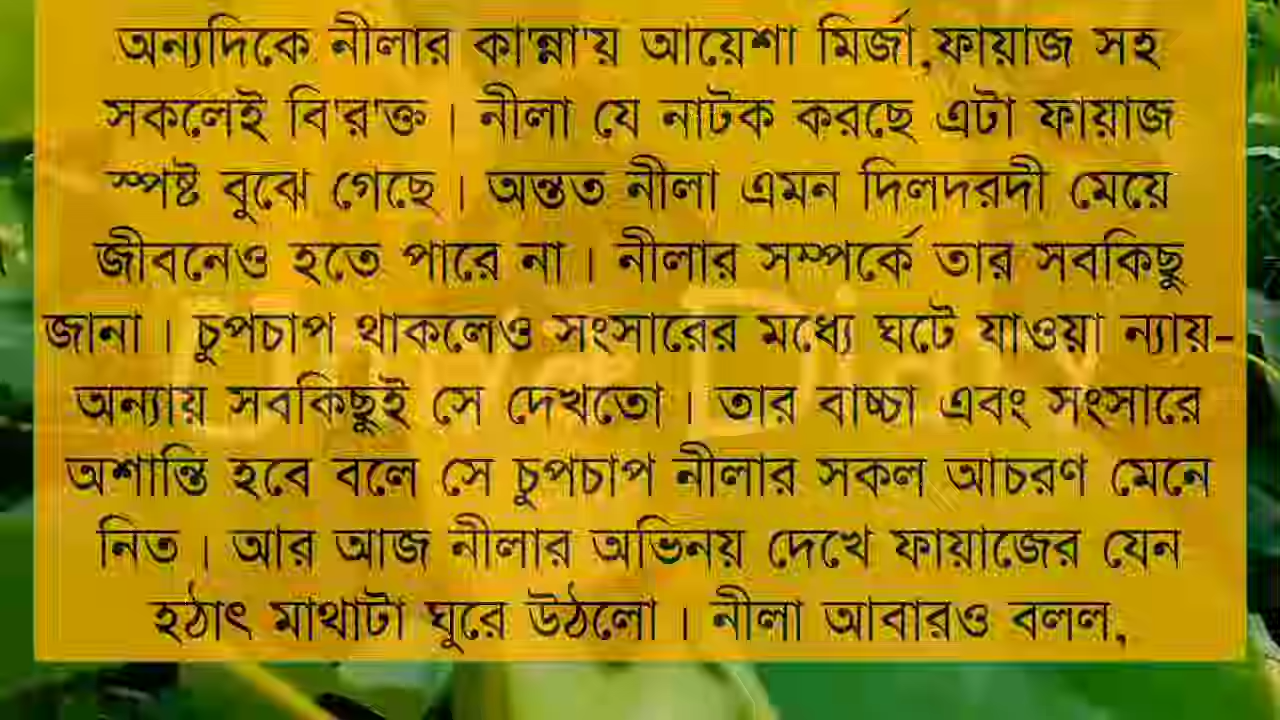 অন্যদিকে নীলার কা'ন্না'য় আয়েশা মির্জা,ফায়াজ সহ
সকলেই বি'র'ক্ত । নীলা যে নাটক করছে এটা ফায়াজ
স্পষ্ট বুঝে গেছে । অন্তত নীলা এমন দিলদরদী মেয়ে
জীবনেও হতে পারে না । নীলার সম্পর্কে তার সবকিছু
জানা । চুপচাপ থাকলেও সংসারের মধ্যে ঘটে যাওয়া ন্যায়-
অন্যায় সবকিছুই সে দেখতো । তার বাচ্চা এবং সংসারে
অশান্তি হবে বলে সে চুপচাপ নীলার সকল আচরণ মেনে
নিত । আর আজ নীলার অভিনয় দেখে ফায়াজের যেন
হঠাৎ মাথাটা ঘূরে উঠলো । নীলা আবারও বলল,